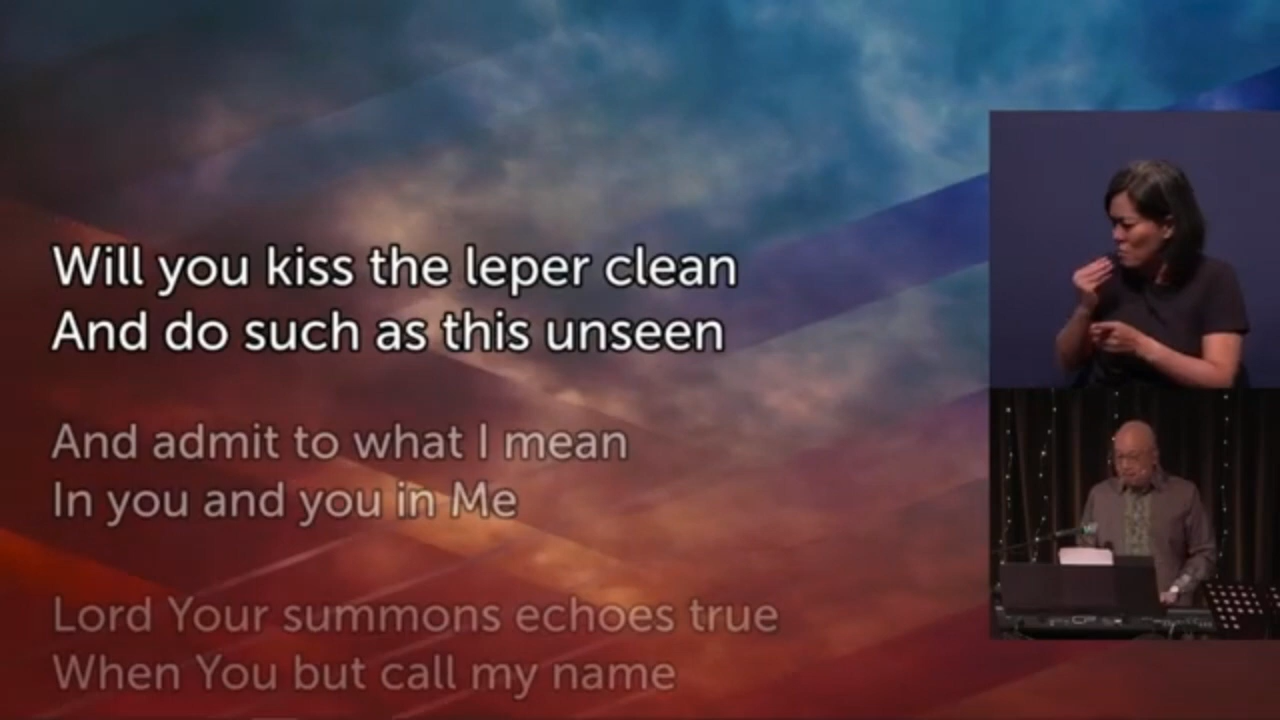 Will you kiss the leper clean
And do such as this unseen
And admit to what I mean
In you and you in Me
Lord Your summons echoes true
When You but call my name